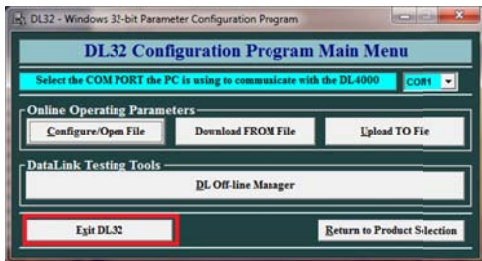 DL32 - Windows 32-bit Parameter Configuration Program
DL32 Configuration Program Main Menu
Select the COM PORT the PC is using to communicate with the DL4000 COM1
Online Operating Parameters
Configure/Open File Download FROM File Upload TO File
DataLink Testing Tools
DL Off-line Manager
Exit DL32 Return to Product Selection